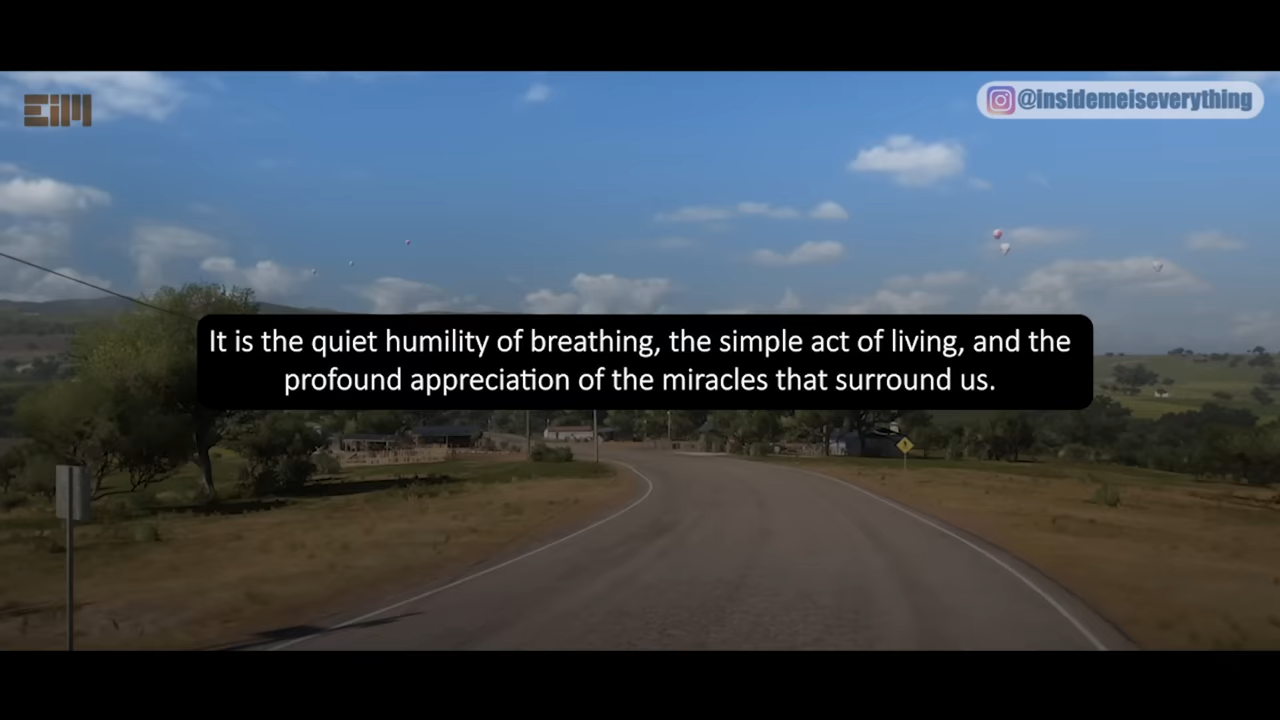 EiM
@insidemeiseverything
It is the quiet humility of breathing, the simple act of living, and the
profound appreciation of the miracles that surround us.